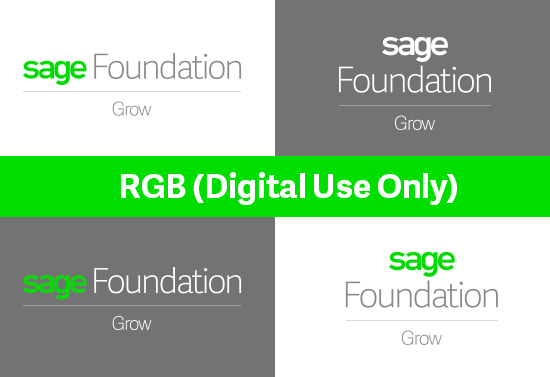 sage Foundation
Grow
sage
Foundation
Grow
RGB (Digital Use Only)
sage Foundation
Grow
sage
Foundation
Grow